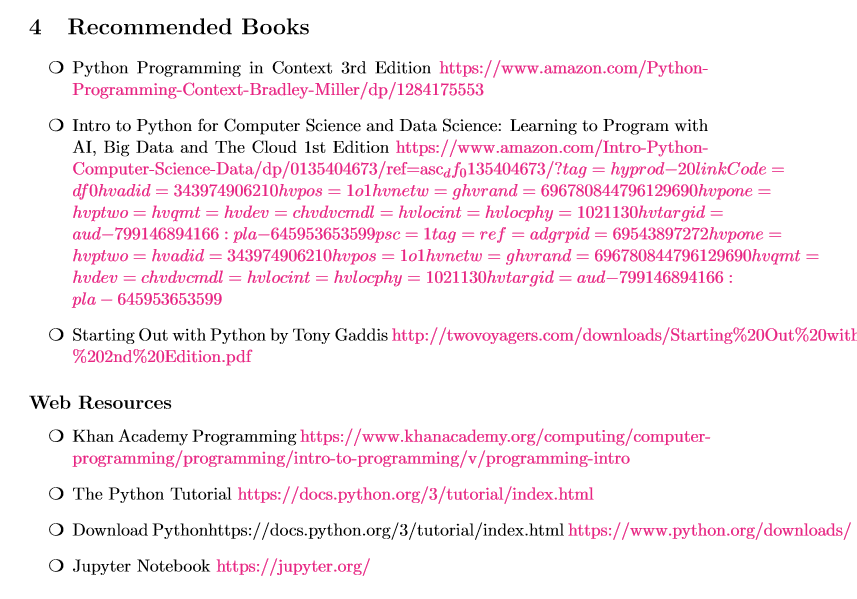 4 Recommended Books
❍ Python Programming in Context 3rd Edition https://www.amazon.com/Python-
Programming-Context-Bradley-Miller/dp/1284175553
❍ Intro to Python for Computer Science and Data Science: Learning to Program with
AI, Big Data and The Cloud 1st Edition https://www.amazon.com/Intro-Python-
Computer-Science-Data/dp/0135404673/ref=asc_df_0135404673/?tag = hyprod−20linkCode =
df0hvadid = 343974906210hvpos = 1o1hvnetw = ghvrand = 696780844796129690hvpone =
hvptwo = hvqmt = hvdev = chvdvcmdl = hvlocint = hvlocphy = 1021130hvtargid =
aud−799146894166 : pla−645953653599psc = 1tag = ref = adgrpid = 69543897272hvpone =
hvptwo = hvadid = 343974906210hvpos = 1o1hvnetw = ghvrand = 696780844796129690hvqmt =
hvdev = chvdvcmdl = hvlocint = hvlocphy = 1021130hvtargid = aud−799146894166 :
pla − 645953653599
❍ Starting Out with Python by Tony Gaddis http://twovoyagers.com/downloads/Starting%20Out%20with
%202nd%20Edition.pdf
Web Resources
❍ Khan Academy Programming https://www.khanacademy.org/computing/computer-
programming/programming/intro-to-programming/v/programming-intro
❍ The Python Tutorial https://docs.python.org/3/tutorial/index.html
❍ Download Pythonhttps://docs.python.org/3/tutorial/index.html https://www.python.org/downloads/
❍ Jupyter Notebook https://jupyter.org/